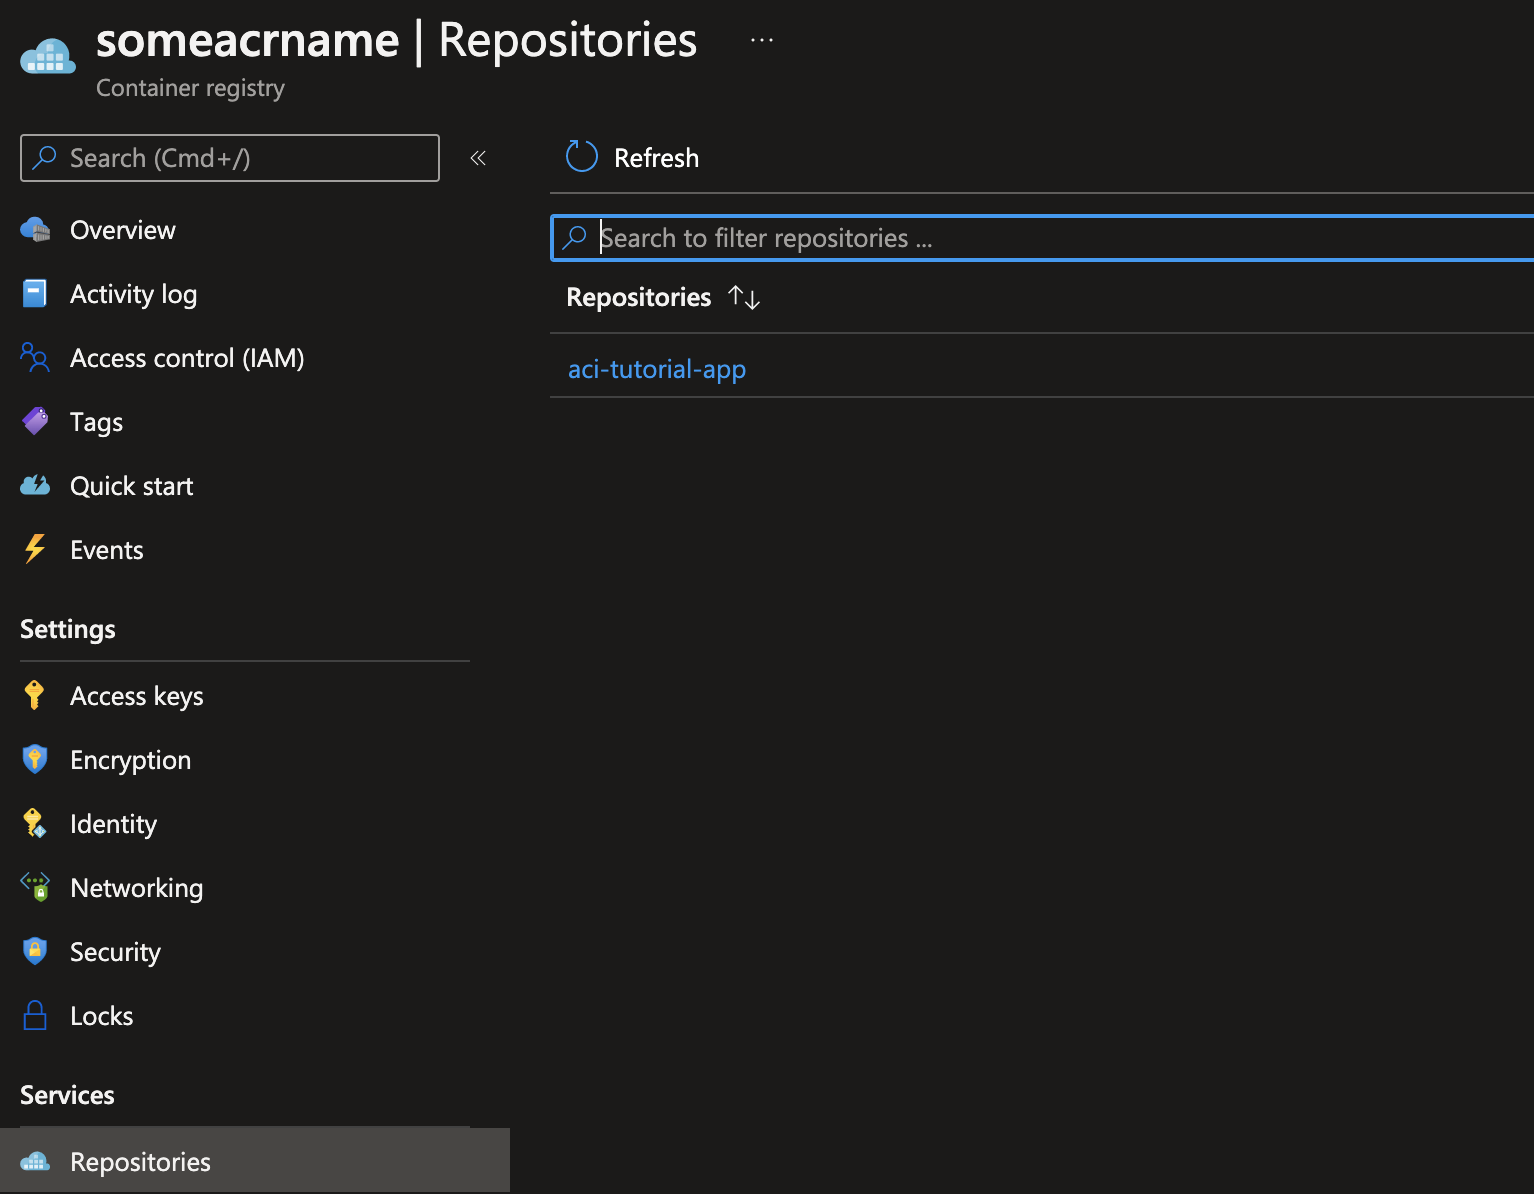 someacrname | Repositories ...
Container registry
Search (Cmd+/)
«
Overview
Activity log
Access control (IAM)
Tags
Quick start
Events
Settings
Access keys
Encryption
Identity
Networking
Security
Locks
Services
Repositories
Refresh
Search to filter repositories ...
Repositories ↑↓
aci-tutorial-app